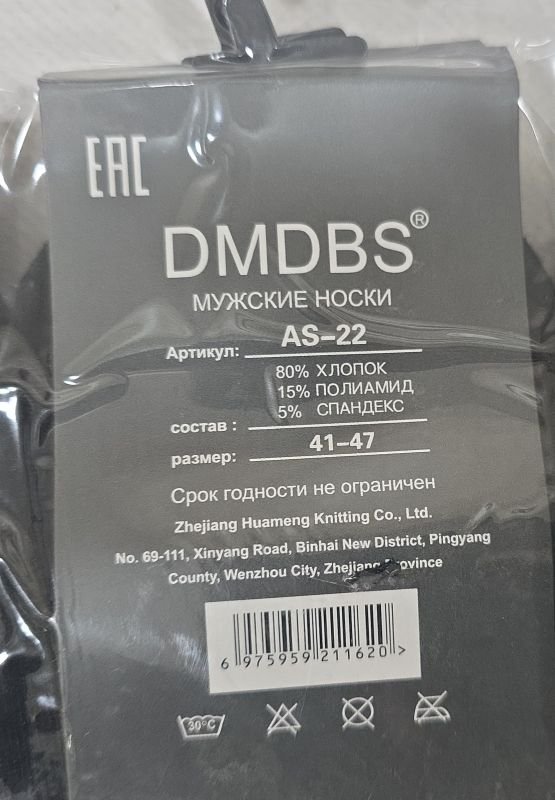 EAC
DMDBS®
МУЖСКИЕ НОСКИ
Артикул: AS-22
80% ХЛОПОК
15% ПОЛИАМИД
5% СПАНДЕКС
состав :
размер: 41-47
Срок годности не ограничен
Zhejiang Huameng Knitting Co., Ltd.
No. 69-111, Xinyang Road, Binhai New District, Pingyang
County, Wenzhou City, Zhejiang Province
6 975959 211620 >
30°C